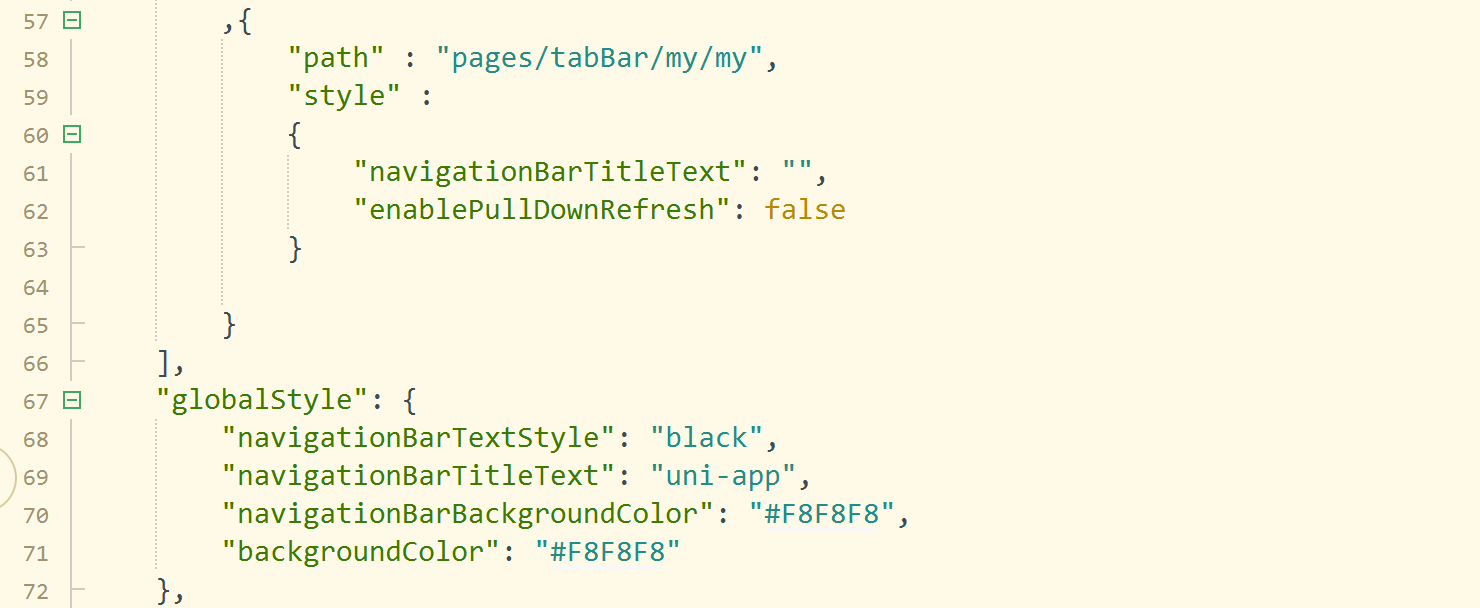 57 ,{
58 "path" : "pages/tabBar/my/my",
59 "style" :
60 {
61 "navigationBarTitleText": "",
62 "enablePullDownRefresh": false
63 }
64
65 }
66 ],
67 "globalStyle": {
68 "navigationBarTextStyle": "black",
69 "navigationBarTitleText": "uni-app",
70 "navigationBarBackgroundColor": "#F8F8F8",
71 "backgroundColor": "#F8F8F8"
72 },